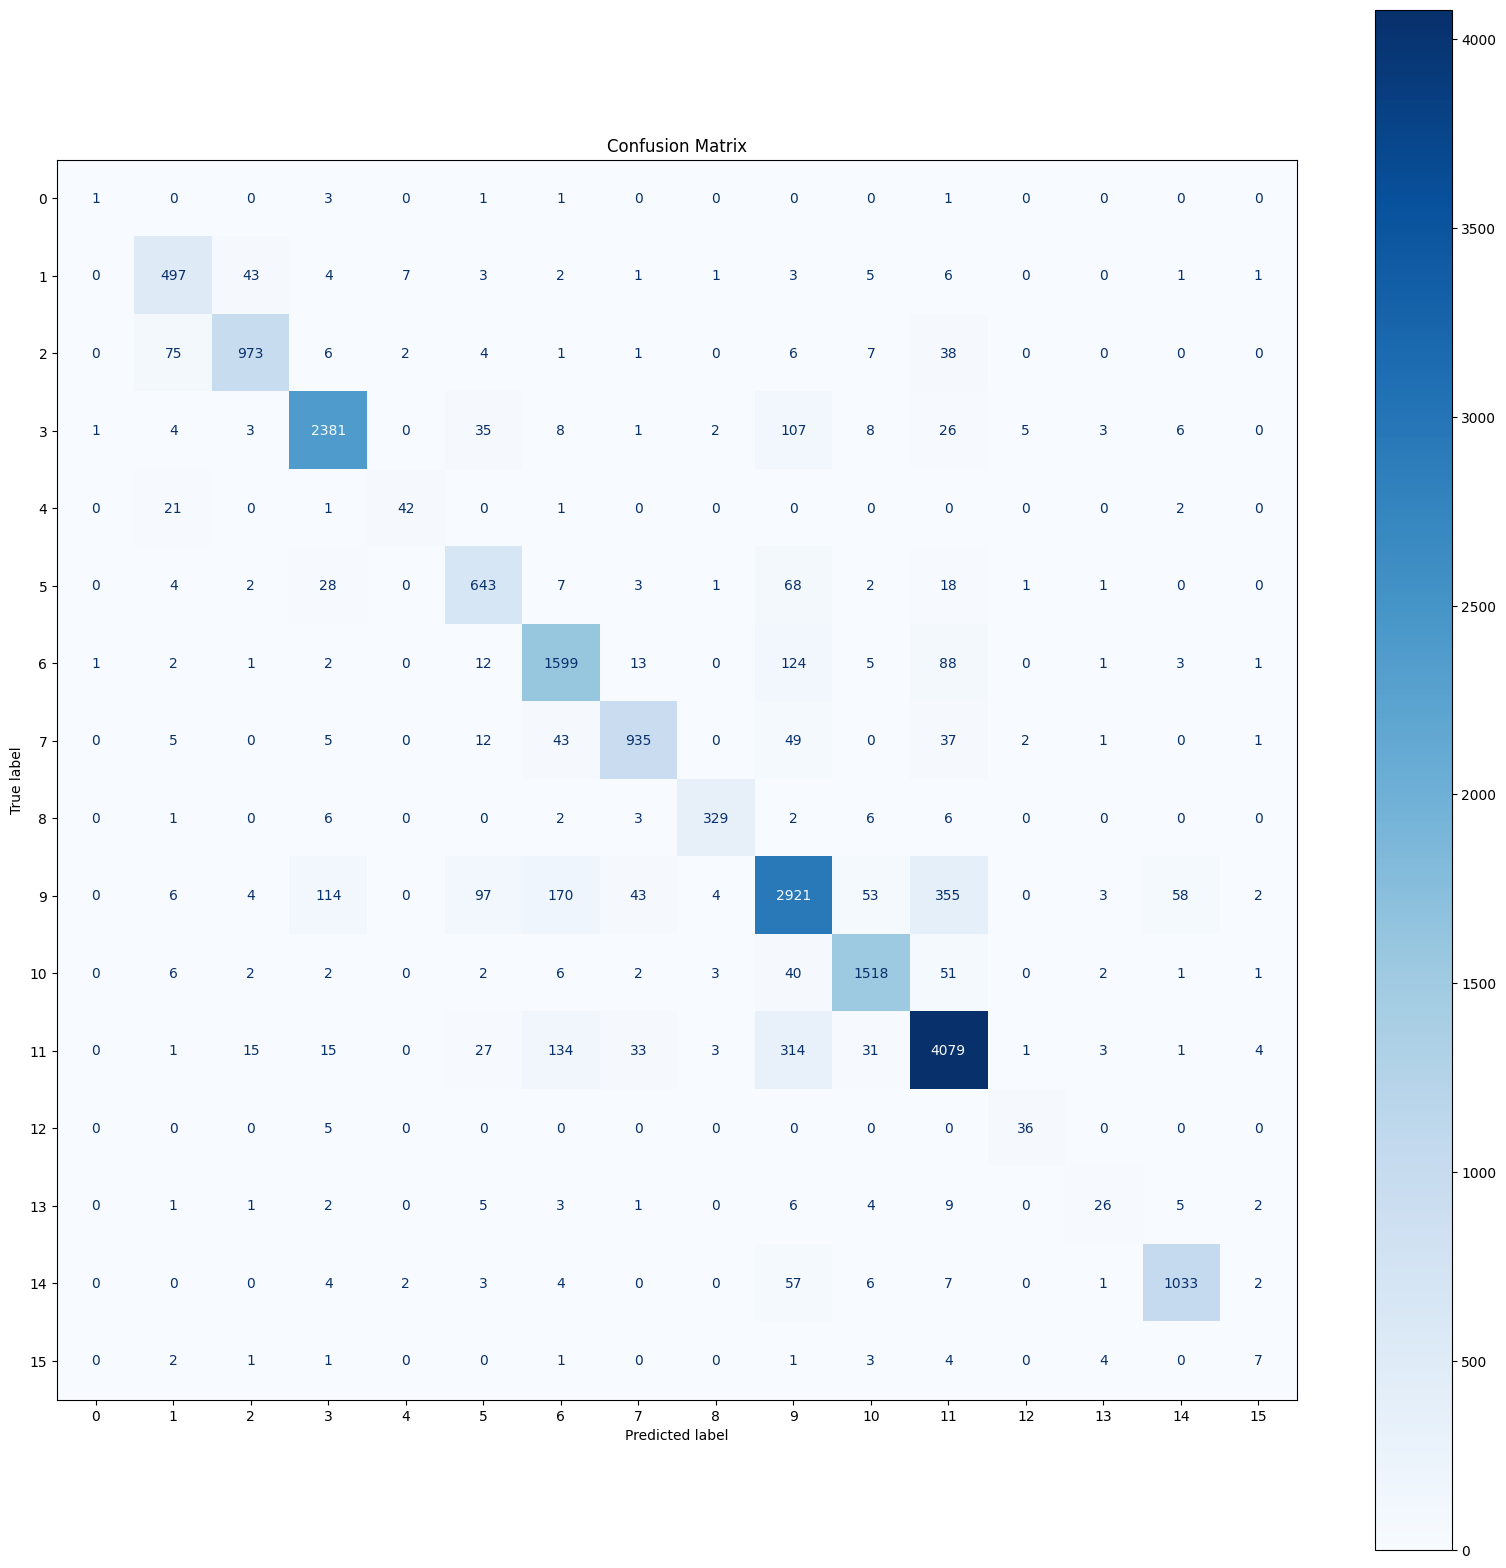 Confusion Matrix
0 1 0 0 3 0 1 1 0 0 0 0 1 0 0 0 0
1 0 497 43 4 7 3 2 1 1 3 5 6 0 0 1 1
2 0 75 973 6 2 4 1 1 0 6 7 38 0 0 0 0
3 1 4 3 2381 0 35 8 1 2 107 8 26 5 3 6 0
4 0 21 0 1 42 0 1 0 0 0 0 0 0 0 2 0
5 0 4 2 28 0 643 7 3 1 68 2 18 1 1 0 0
6 1 2 1 2 0 12 1599 13 0 124 5 88 0 1 3 1
7 0 5 0 5 0 12 43 935 0 49 0 37 2 1 0 1
8 0 1 0 6 0 0 2 3 329 2 6 6 0 0 0 0
9 0 6 4 114 0 97 170 43 4 2921 53 355 0 3 58 2
10 0 6 2 2 0 2 6 2 3 40 1518 51 0 2 1 1
11 0 1 15 15 0 27 134 33 3 314 31 4079 1 3 1 4
12 0 0 0 5 0 0 0 0 0 0 0 0 36 0 0 0
13 0 1 1 2 0 5 3 1 0 6 4 9 0 26 5 2
14 0 0 0 4 2 3 4 0 0 57 6 7 0 1 1033 2
15 0 2 1 1 0 0 1 0 0 1 3 4 0 4 0 7
0 1 2 3 4 5 6 7 8 9 10 11 12 13 14 15
Predicted label
True label
4000
3500
3000
2500
2000
1500
1000
500
0